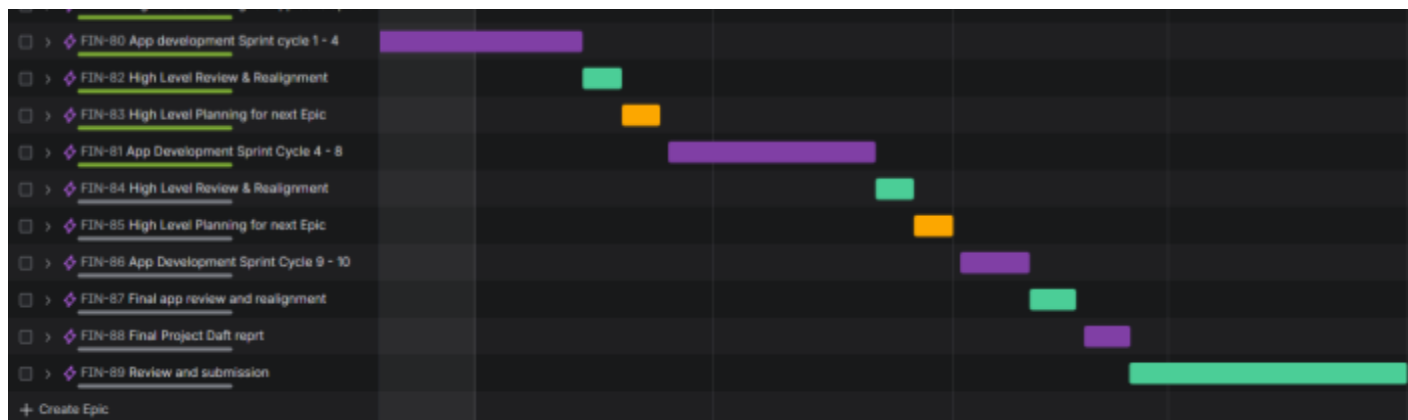 FIN-80 App development Sprint cycle 1 - 4
FIN-82 High Level Review & Realignment
FIN-83 High Level Planning for next Epic
FIN-81 App Development Sprint Cycle 4 - 8
FIN-84 High Level Review & Realignment
FIN-85 High Level Planning for next Epic
FIN-86 App Development Sprint Cycle 9 - 10
FIN-87 Final app review and realignment
FIN-88 Final Project Daft reprt
FIN-89 Review and submission
+ Create Epic